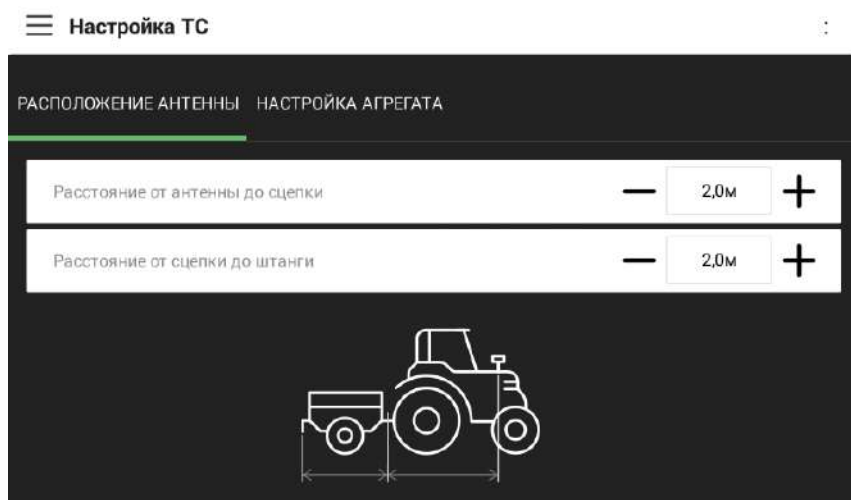 Настройка ТС
РАСПОЛОЖЕНИЕ АНТЕННЫ НАСТРОЙКА АГРЕГАТА
Расстояние от антенны до сцепки 2,0м
Расстояние от сцепки до штанги 2,0м